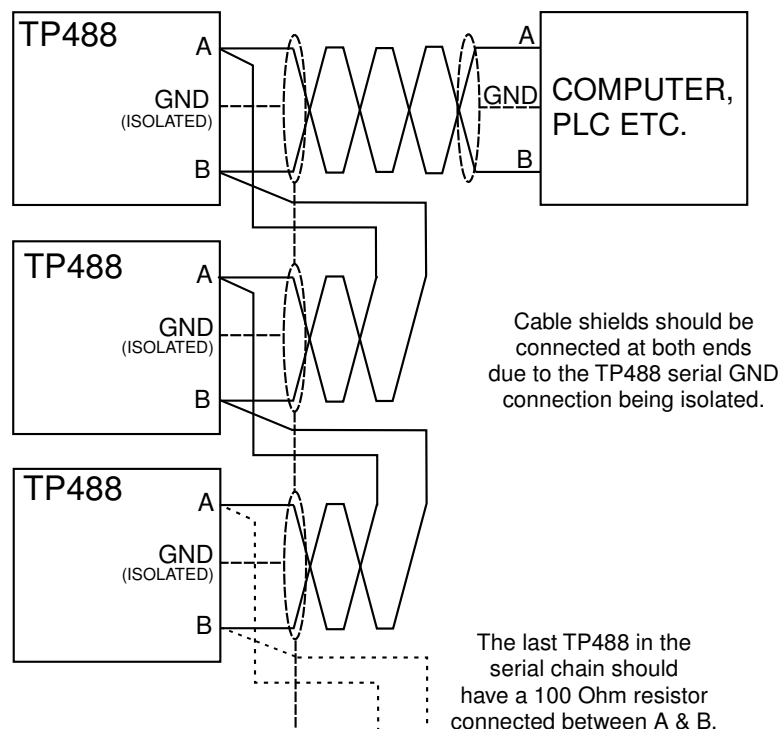 TP488
A
GND
(ISOLATED)
B
A
GND
B
COMPUTER,
PLC ETC.
TP488
A
GND
(ISOLATED)
B
Cable shields should be
connected at both ends
due to the TP488 serial GND
connection being isolated.
TP488
A
GND
(ISOLATED)
B
The last TP488 in the
serial chain should
have a 100 Ohm resistor
connected between A & B.